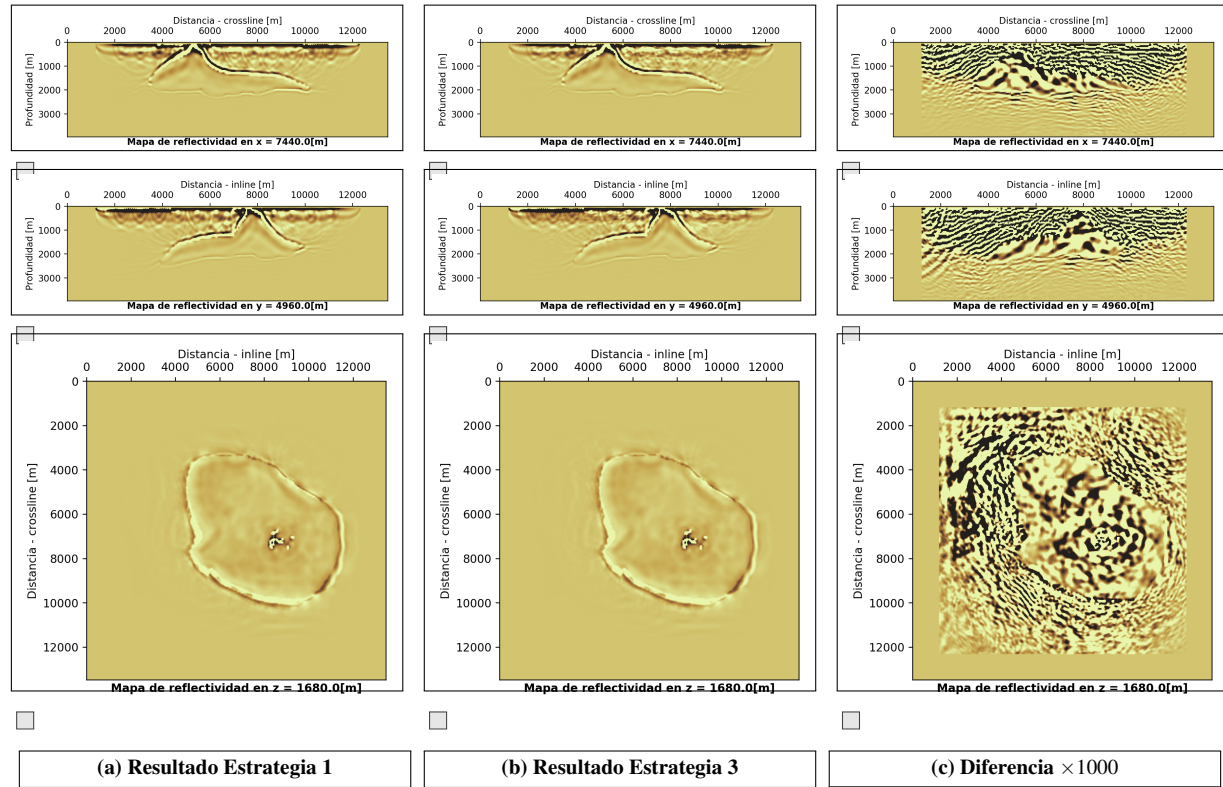 Distancia - crossline [m]
0 2000 4000 6000 8000 10000 12000
0
1000
2000
3000
Profundidad [m]
Mapa de reflectividad en x = 7440.0[m]
Distancia - crossline [m]
0 2000 4000 6000 8000 10000 12000
0
1000
2000
3000
Profundidad [m]
Mapa de reflectividad en x = 7440.0[m]
Distancia - crossline [m]
0 2000 4000 6000 8000 10000 12000
0
1000
2000
3000
Profundidad [m]
Mapa de reflectividad en x = 7440.0[m]
Distancia - inline [m]
0 2000 4000 6000 8000 10000 12000
0
1000
2000
3000
Profundidad [m]
Mapa de reflectividad en y = 4960.0[m]
Distancia - inline [m]
0 2000 4000 6000 8000 10000 12000
0
1000
2000
3000
Profundidad [m]
Mapa de reflectividad en y = 4960.0[m]
Distancia - inline [m]
0 2000 4000 6000 8000 10000 12000
0
1000
2000
3000
Profundidad [m]
Mapa de reflectividad en y = 4960.0[m]
Distancia - inline [m]
0 2000 4000 6000 8000 10000 12000
0
2000
4000
6000
8000
10000
12000
Distancia - crossline [m]
Mapa de reflectividad en z = 1680.0[m]
Distancia - inline [m]
0 2000 4000 6000 8000 10000 12000
0
2000
4000
6000
8000
10000
12000
Distancia - crossline [m]
Mapa de reflectividad en z = 1680.0[m]
Distancia - inline [m]
0 2000 4000 6000 8000 10000 12000
0
2000
4000
6000
8000
10000
12000
Distancia - crossline [m]
Mapa de reflectividad en z = 1680.0[m]
(a) Resultado Estrategia 1
(b) Resultado Estrategia 3
(c) Diferencia ×1000